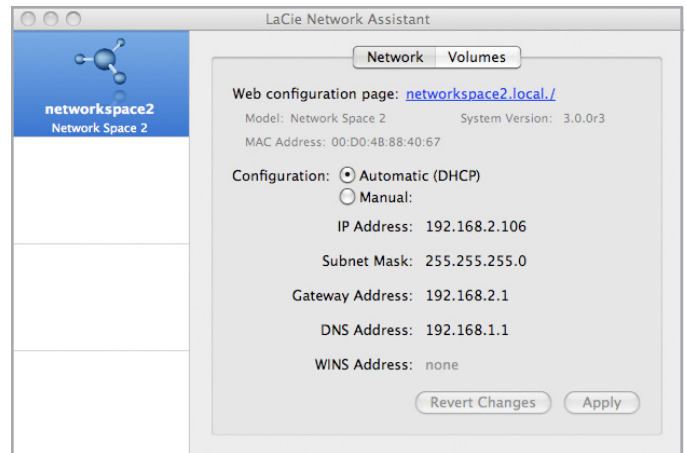 LaCie Network Assistant
networkspace2
Network Space 2
Network Volumes
Web configuration page: networkspace2.local./
Model: Network Space 2 System Version: 3.0.0r3
MAC Address: 00:D0:4B:88:40:67
Configuration: Automatic (DHCP)
Manual:
IP Address: 192.168.2.106
Subnet Mask: 255.255.255.0
Gateway Address: 192.168.2.1
DNS Address: 192.168.1.1
WINS Address: none
Revert Changes Apply